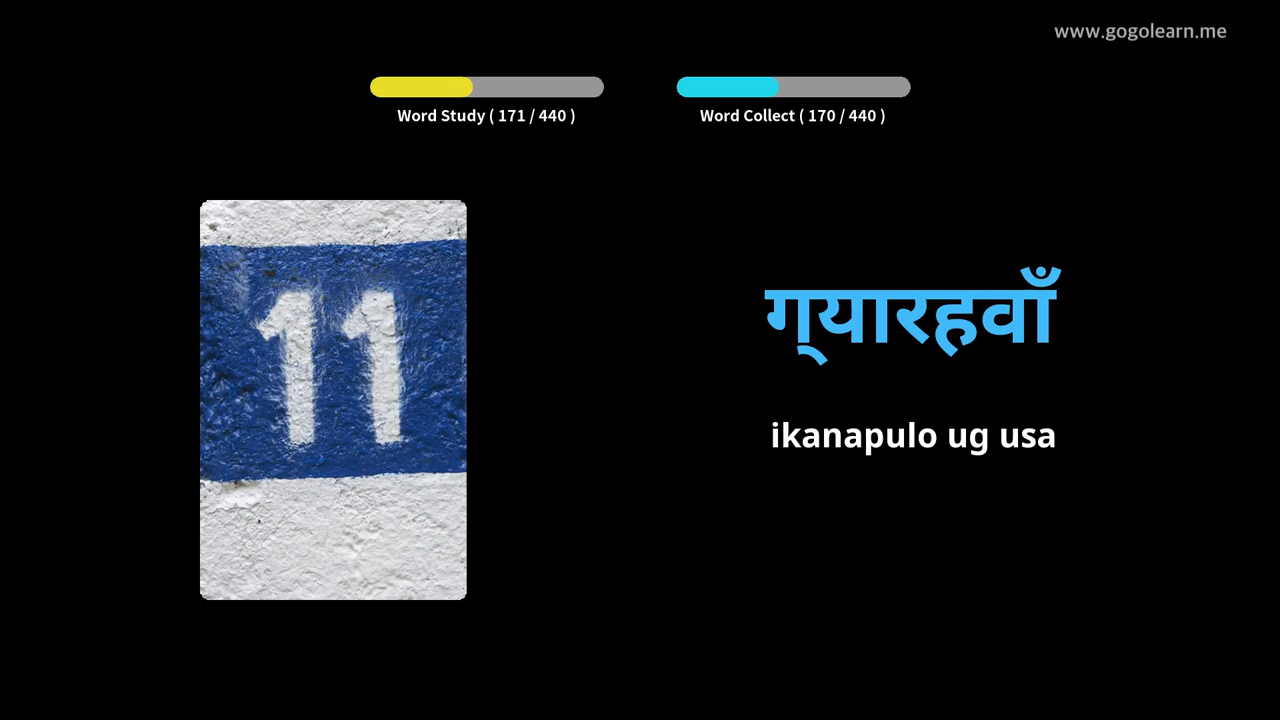 www.gogolearn.me
Word Study ( 171 / 440 )
Word Collect ( 170 / 440 )
11
ग्यारहवाँ
ikanapulo ug usa